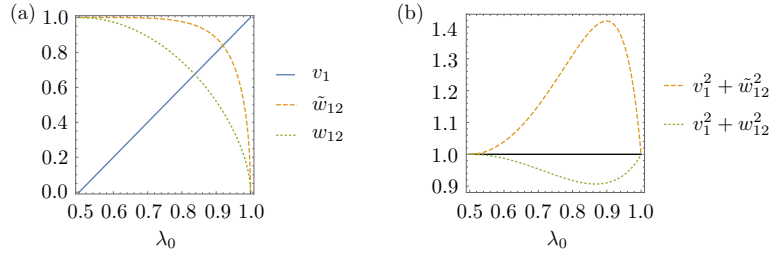 (a)
1.0
0.8
0.6
0.4
0.2
0.0
0.5 0.6 0.7 0.8 0.9 1.0
λ₀
v₁
w̃₁₂
w₁₂
(b)
1.4
1.3
1.2
1.1
1.0
0.9
0.5 0.6 0.7 0.8 0.9 1.0
λ₀
v₁² + w̃₁₂²
v₁² + w₁₂²